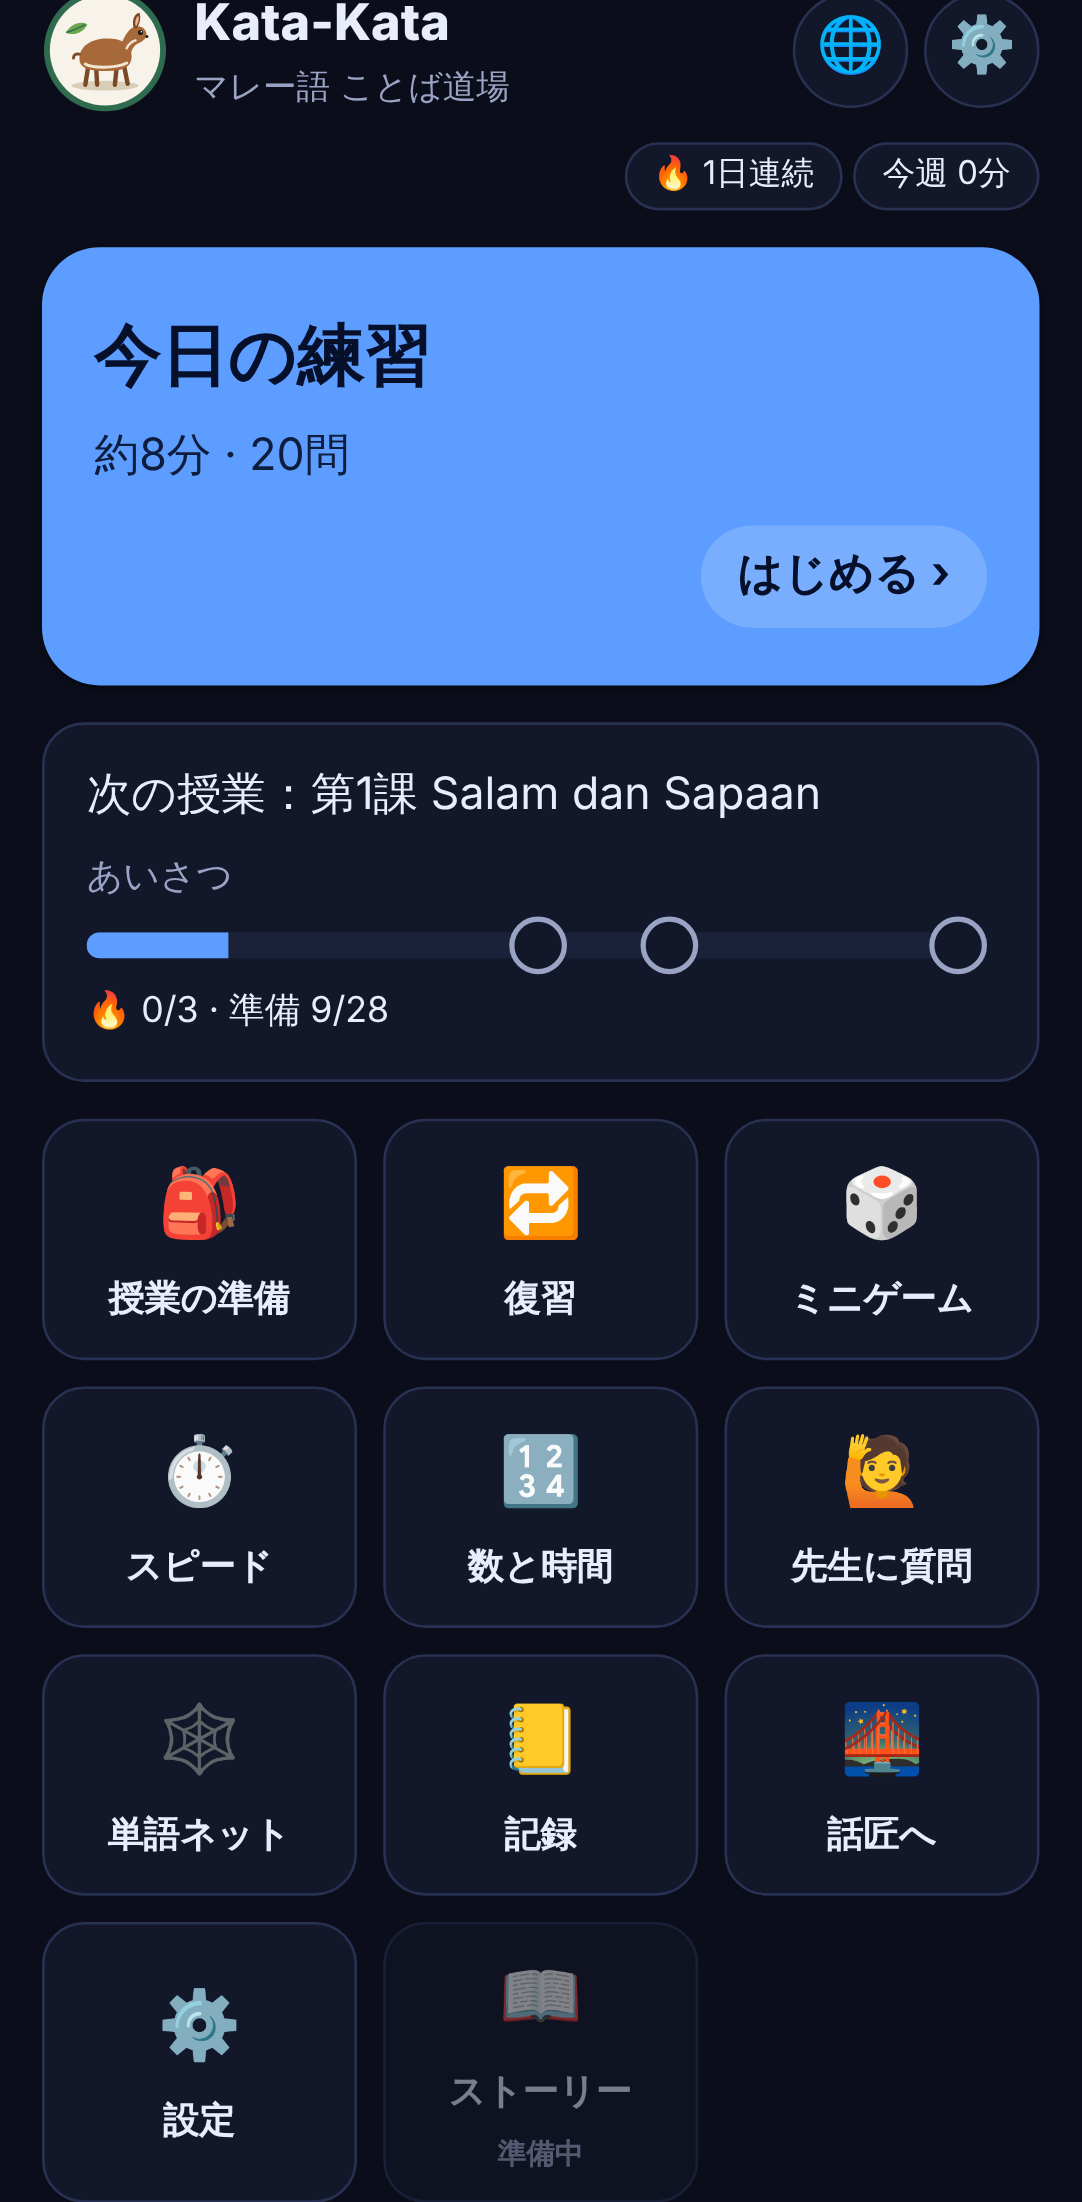 Kata-Kata
マレー語 ことば道場
🔥 1日連続
今週 0分
今日の練習
約8分 · 20問
はじめる ›
次の授業：第1課 Salam dan Sapaan
あいさつ
🔥 0/3 · 準備 9/28
授業の準備
復習
ミニゲーム
スピード
数と時間
先生に質問
単語ネット
記録
話匠へ
設定
ストーリー
準備中